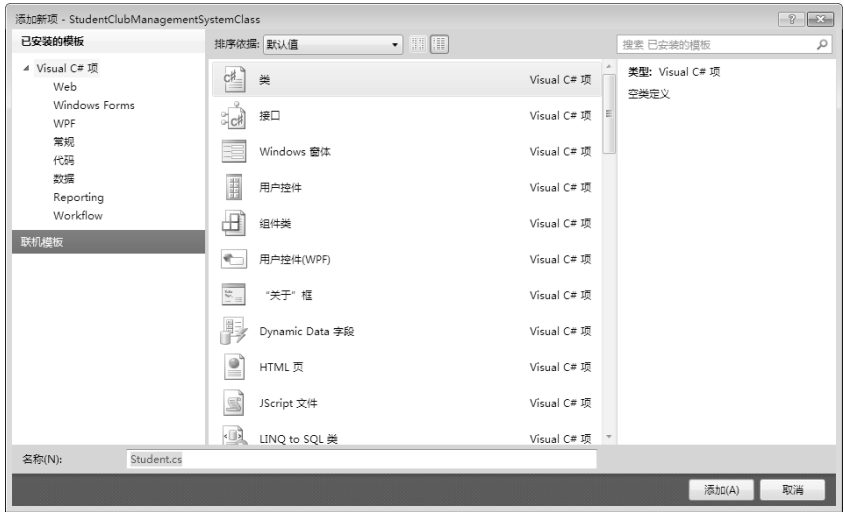 添加新项 - StudentClubManagementSystemClass
已安装的模板
排序依据: 默认值
搜索 已安装的模板
Visual C# 项
Web
Windows Forms
WPF
常规
代码
数据
Reporting
Workflow
联机模板
类 Visual C# 项
接口 Visual C# 项
Windows 窗体 Visual C# 项
用户控件 Visual C# 项
组件类 Visual C# 项
用户控件(WPF) Visual C# 项
“关于”框 Visual C# 项
Dynamic Data 字段 Visual C# 项
HTML 页 Visual C# 项
JScript 文件 Visual C# 项
LINQ to SQL 类 Visual C# 项
类型: Visual C# 项
空类定义
名称(N): Student.cs
添加(A) 取消